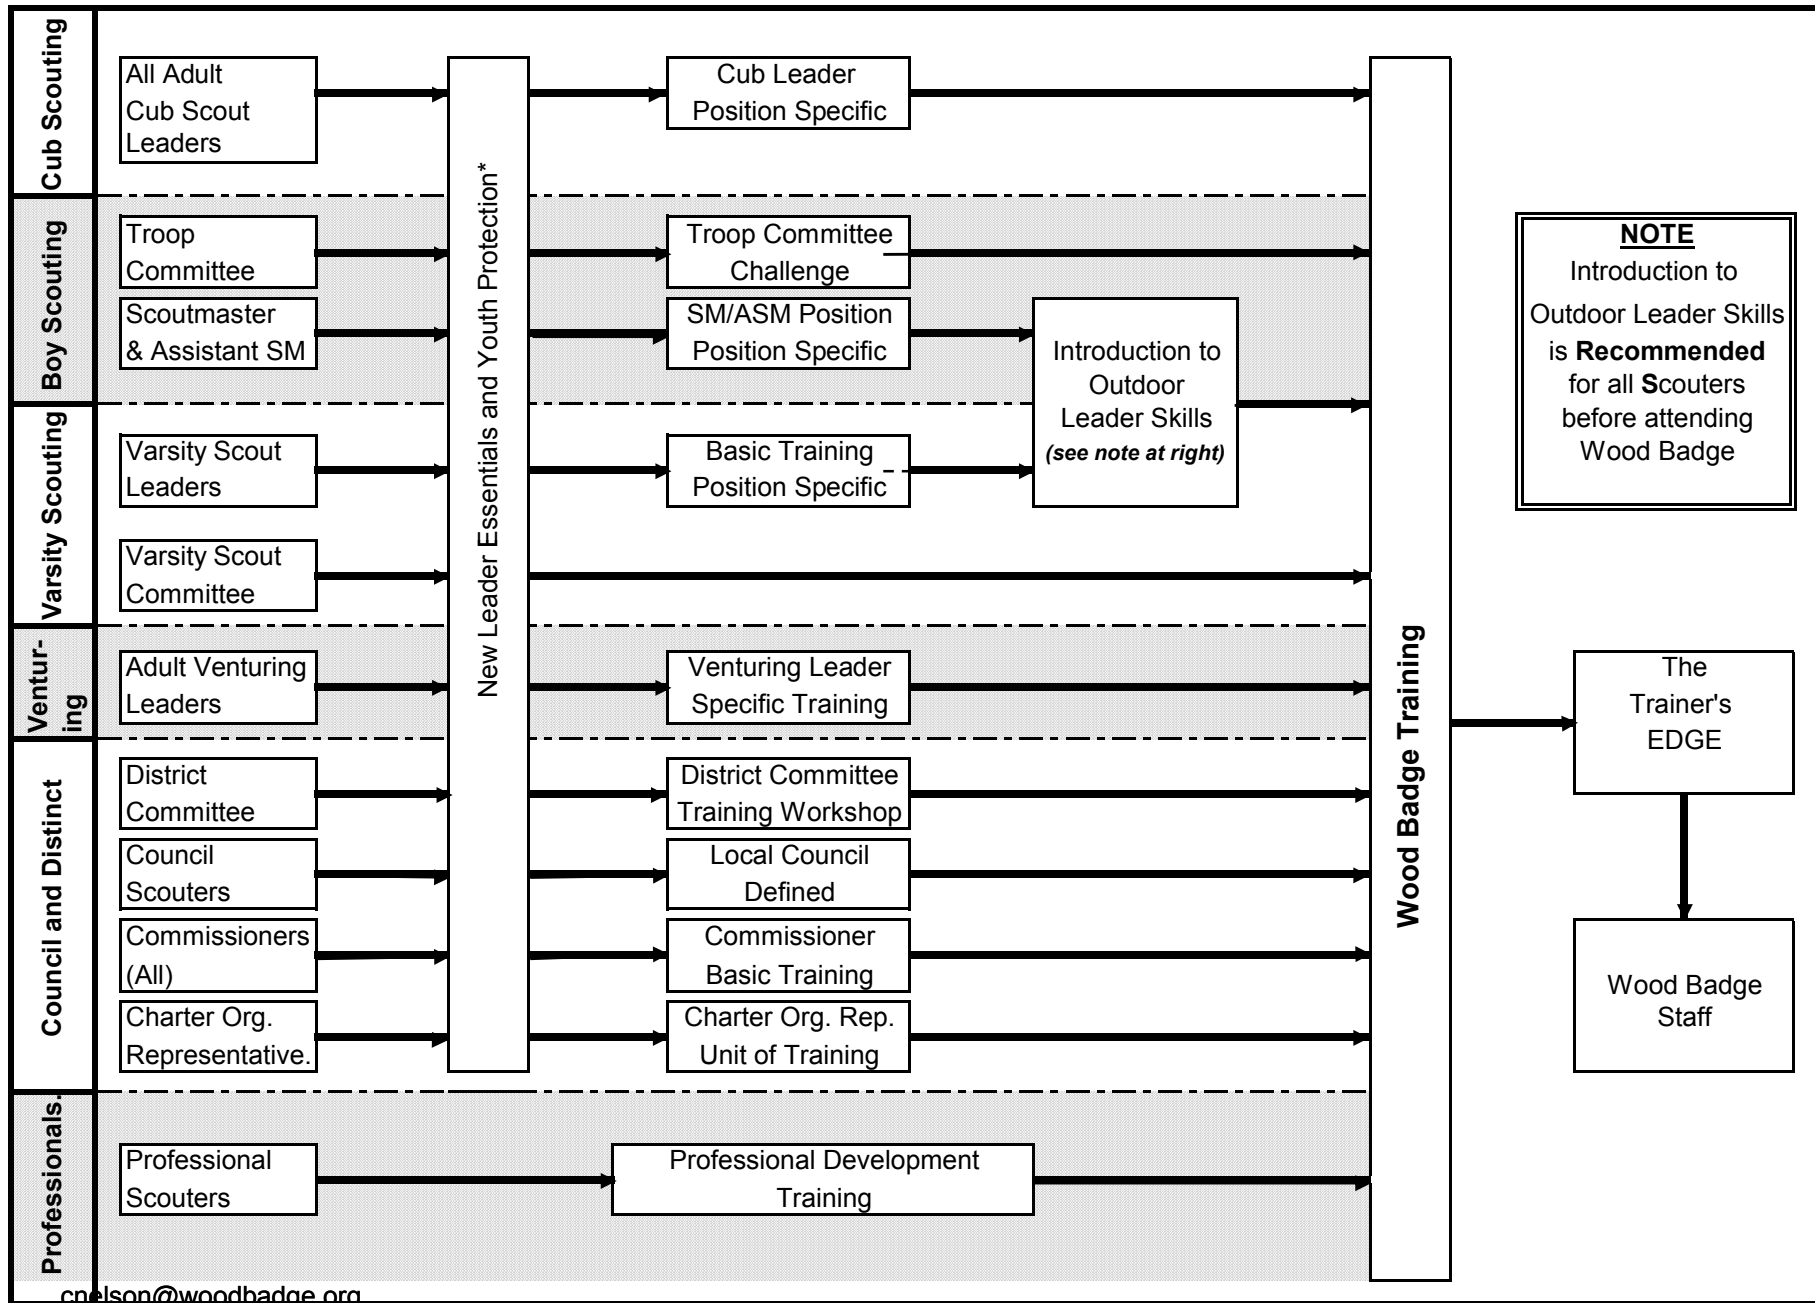 Cub Scouting
All Adult
Cub Scout
Leaders
Cub Leader
Position Specific
Boy Scouting
Troop
Committee
Troop Committee
Challenge
Scoutmaster
& Assistant SM
SM/ASM Position
Position Specific
Introduction to
Outdoor
Leader Skills
(see note at right)
Varsity Scouting
Varsity Scout
Leaders
Basic Training
Position Specific
Varsity Scout
Committee
Ventur-
ing
Adult Venturing
Leaders
Venturing Leader
Specific Training
Council and Distinct
District
Committee
District Committee
Training Workshop
Council
Scouters
Local Council
Defined
Commissioners
(All)
Commissioner
Basic Training
Charter Org.
Representative.
Charter Org. Rep.
Unit of Training
Professionals.
Professional
Scouters
Professional Development
Training
New Leader Essentials and Youth Protection*
Wood Badge Training
NOTE
Introduction to
Outdoor Leader Skills
is Recommended
for all Scouters
before attending
Wood Badge
The
Trainer's
EDGE
Wood Badge
Staff
cnelson@woodbadge.org